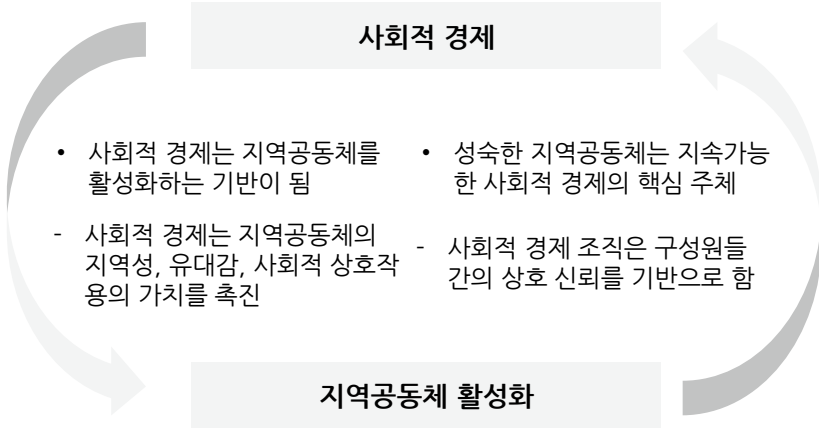 사회적 경제
• 사회적 경제는 지역공동체를
활성화하는 기반이 됨
- 사회적 경제는 지역공동체의
지역성, 유대감, 사회적 상호작
용의 가치를 촉진
• 성숙한 지역공동체는 지속가능
한 사회적 경제의 핵심 주체
- 사회적 경제 조직은 구성원들
간의 상호 신뢰를 기반으로 함
지역공동체 활성화